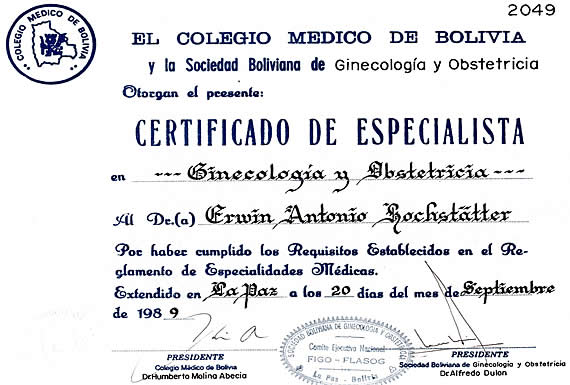 2049
COLEGIO MEDICO DE BOLIVIA
EL COLEGIO MEDICO DE BOLIVIA
y la Sociedad Boliviana de Ginecología y Obstetricia
Otorgan el presente:
CERTIFICADO DE ESPECIALISTA
en --- Ginecología y Obstetricia ---
Al Dr.(a) Erwin Antonio Hochstätter
Por haber cumplido los Requisitos Establecidos en el Re-
glamento de Especialidades Médicas.
Extendido en La Paz a los 20 días del mes de Septiembre
de 1989
SOCIEDAD BOLIVIANA DE GINECOLOGIA Y OBSTETRICIA
Comite Ejecutivo Nacional
FIGO - FLASOG
La Paz - Bolivia
PRESIDENTE
Colegio Médico de Bolivia
Dr.Humberto Molina Abecia
PRESIDENTE
Sociedad Boliviana de Ginecología y Obstetricia
Dr.Alfredo Dulon